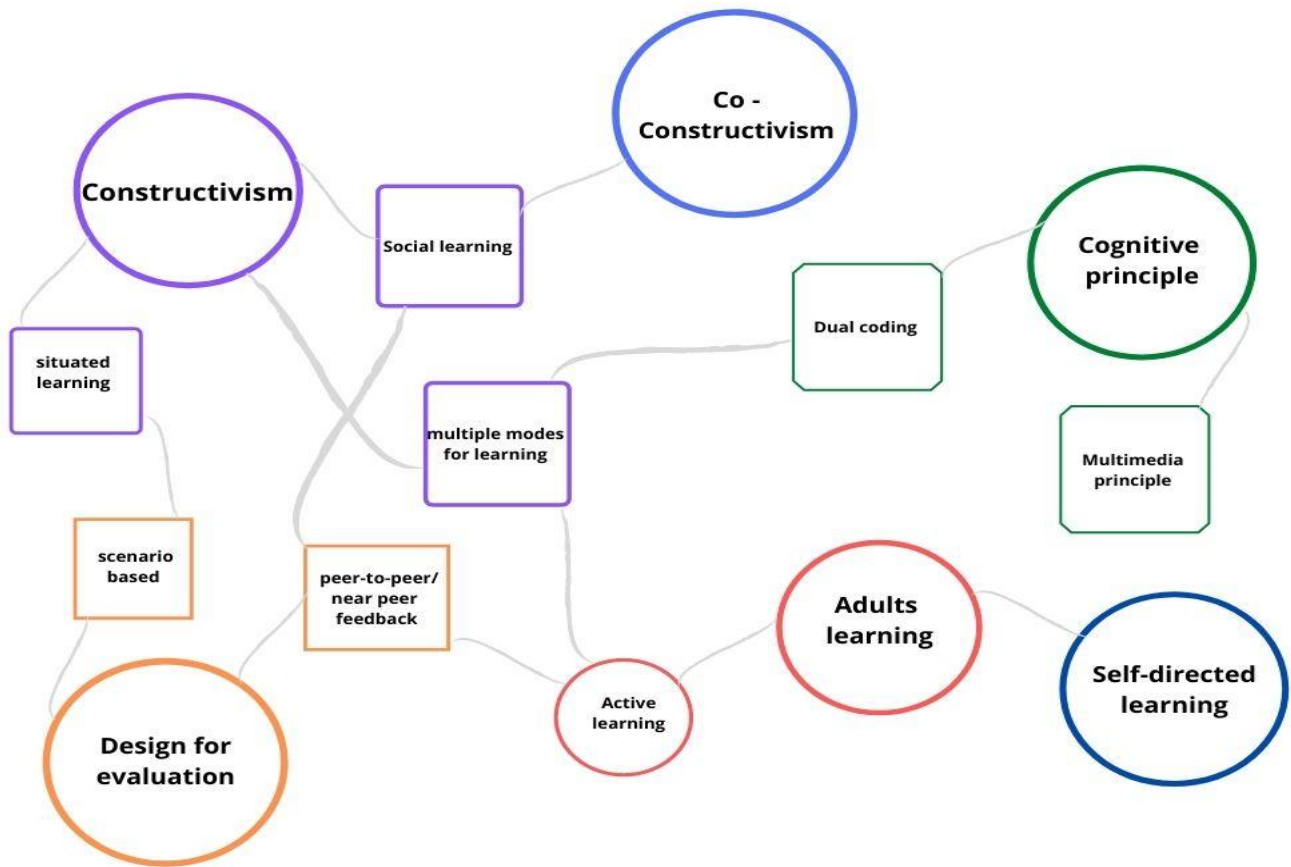 Co -
Constructivism
Constructivism
Social learning
Cognitive
principle
Dual coding
situated
learning
multiple modes
for learning
Multimedia
principle
scenario
based
peer-to-peer/
near peer
feedback
Adults
learning
Self-directed
learning
Active
learning
Design for
evaluation